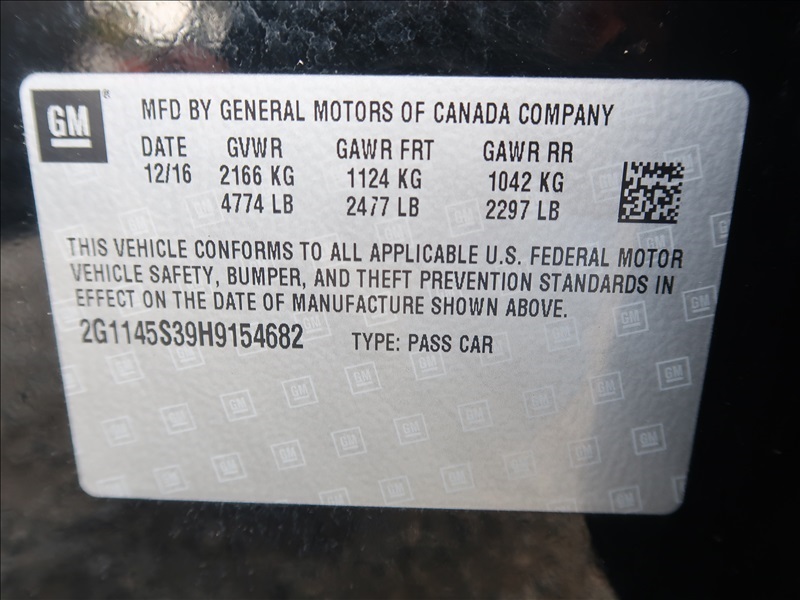 GM®
MFD BY GENERAL MOTORS OF CANADA COMPANY
DATE GVWR GAWR FRT GAWR RR
12/16 2166 KG 1124 KG 1042 KG
4774 LB 2477 LB 2297 LB
THIS VEHICLE CONFORMS TO ALL APPLICABLE U.S. FEDERAL MOTOR
VEHICLE SAFETY, BUMPER, AND THEFT PREVENTION STANDARDS IN
EFFECT ON THE DATE OF MANUFACTURE SHOWN ABOVE.
2G1145S39H9154682 TYPE: PASS CAR